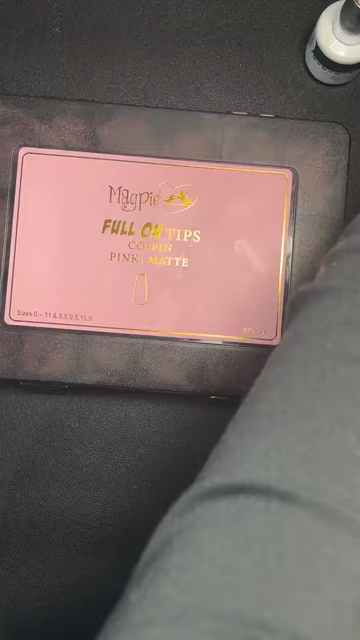 Magpie
FULL ON TIPS
COFFIN
PINK MATTE
Sizes 0 - 11 & 8.5,9.5,10.5